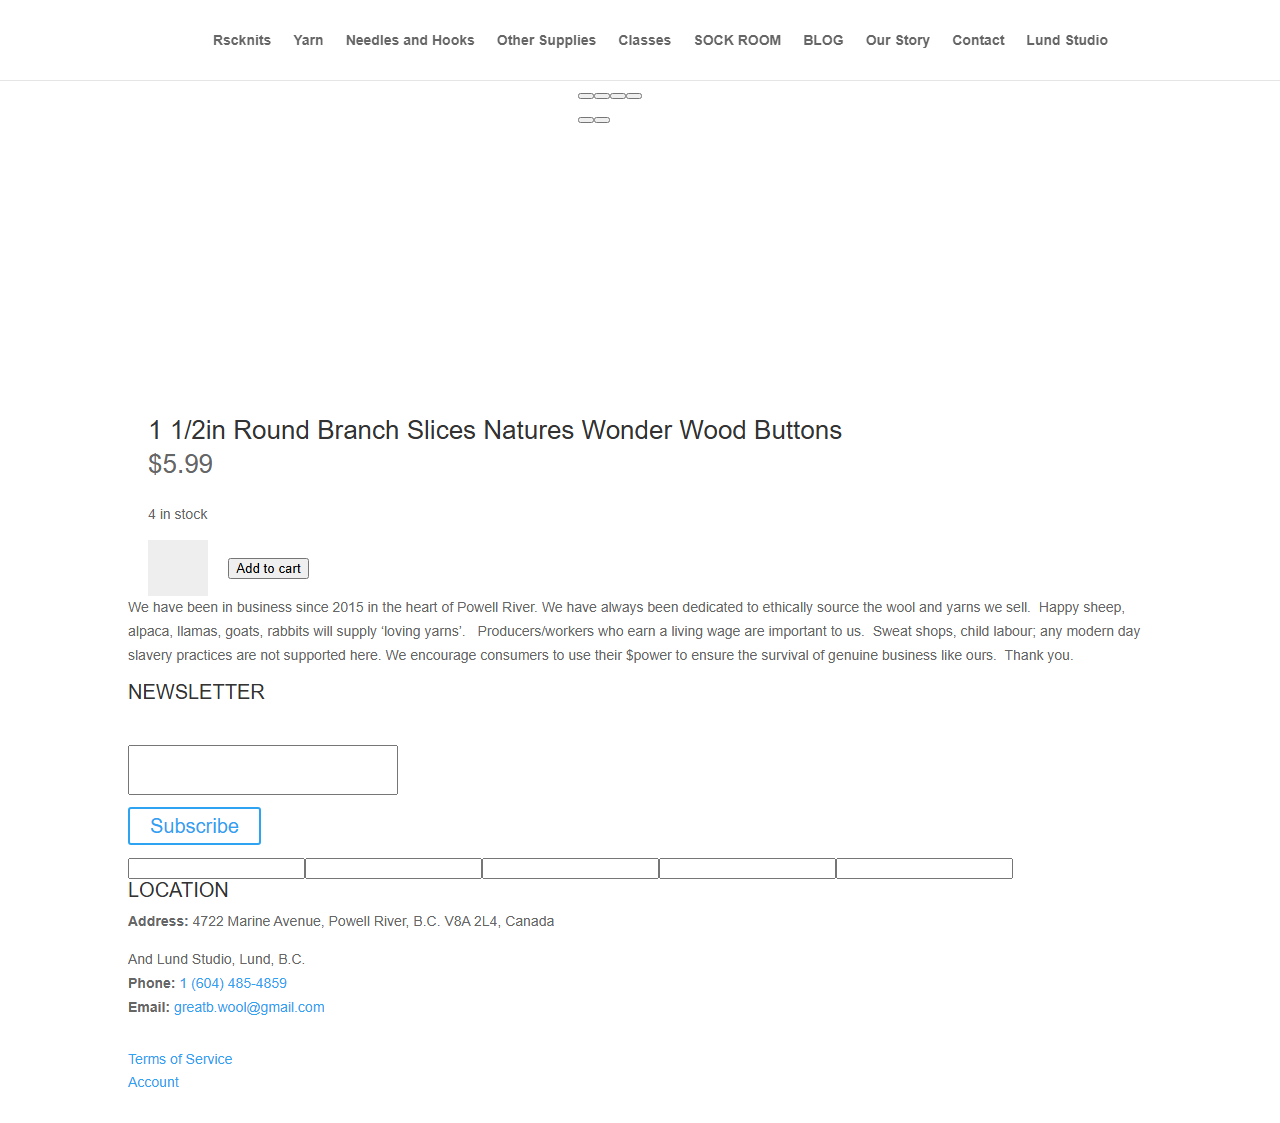 Rscknits Yarn Needles and Hooks Other Supplies Classes SOCK ROOM BLOG Our Story Contact Lund Studio
1 1/2in Round Branch Slices Natures Wonder Wood Buttons
$5.99
4 in stock
Add to cart
We have been in business since 2015 in the heart of Powell River. We have always been dedicated to ethically source the wool and yarns we sell.  Happy sheep,
alpaca, llamas, goats, rabbits will supply ‘loving yarns’.   Producers/workers who earn a living wage are important to us.  Sweat shops, child labour; any modern day
slavery practices are not supported here. We encourage consumers to use their $power to ensure the survival of genuine business like ours.  Thank you.
NEWSLETTER
Subscribe
LOCATION
Address: 4722 Marine Avenue, Powell River, B.C. V8A 2L4, Canada
And Lund Studio, Lund, B.C.
Phone: 1 (604) 485-4859
Email: greatb.wool@gmail.com
Terms of Service
Account